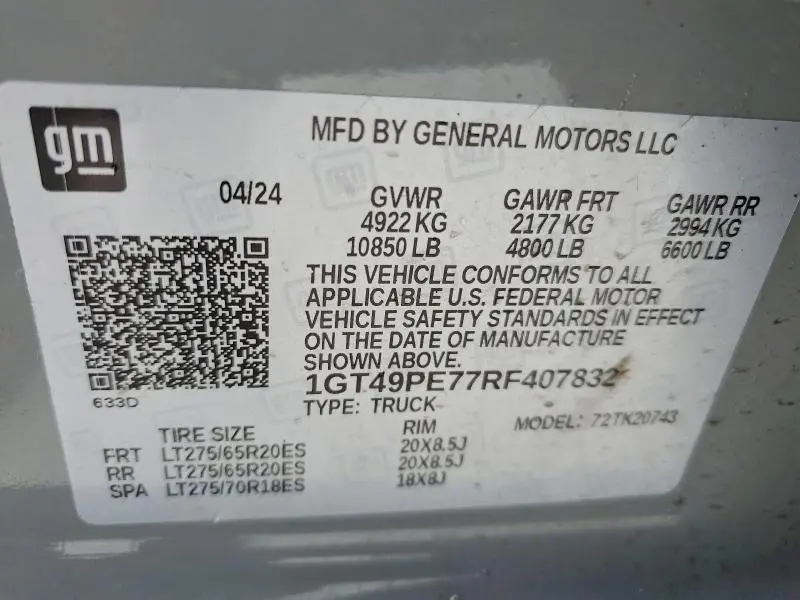 gm
MFD BY GENERAL MOTORS LLC
04/24 GVWR GAWR FRT GAWR RR
4922 KG 2177 KG 2994 KG
10850 LB 4800 LB 6600 LB
THIS VEHICLE CONFORMS TO ALL
APPLICABLE U.S. FEDERAL MOTOR
VEHICLE SAFETY STANDARDS IN EFFECT
ON THE DATE OF MANUFACTURE
SHOWN ABOVE.
633D
1GT49PE77RF407832
TYPE: TRUCK
MODEL: 72TK20743
TIRE SIZE RIM
FRT LT275/65R20ES 20X8.5J
RR LT275/65R20ES 20X8.5J
SPA LT275/70R18ES 18X8J